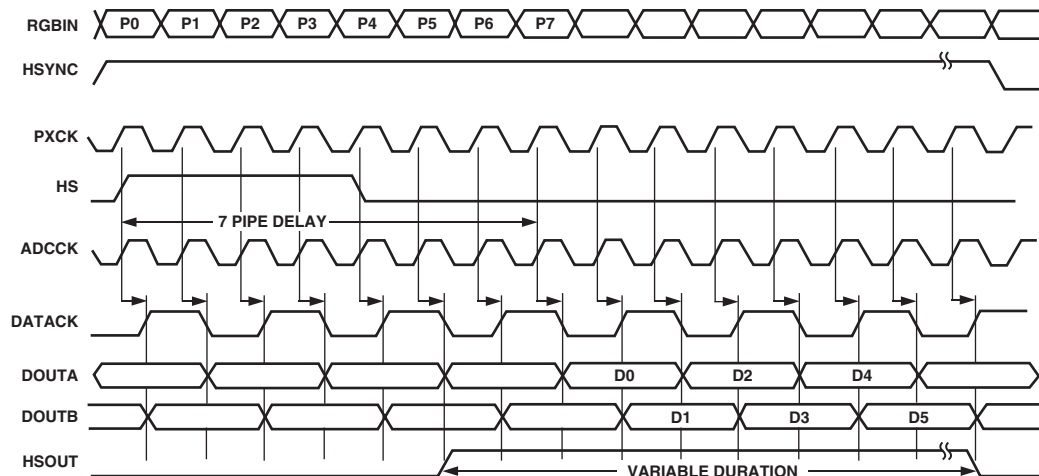 RGBIN P0 P1 P2 P3 P4 P5 P6 P7
HSYNC
PXCK
HS
7 PIPE DELAY
ADCCK
DATACK
DOUTA D0 D2 D4
DOUTB D1 D3 D5
HSOUT
VARIABLE DURATION